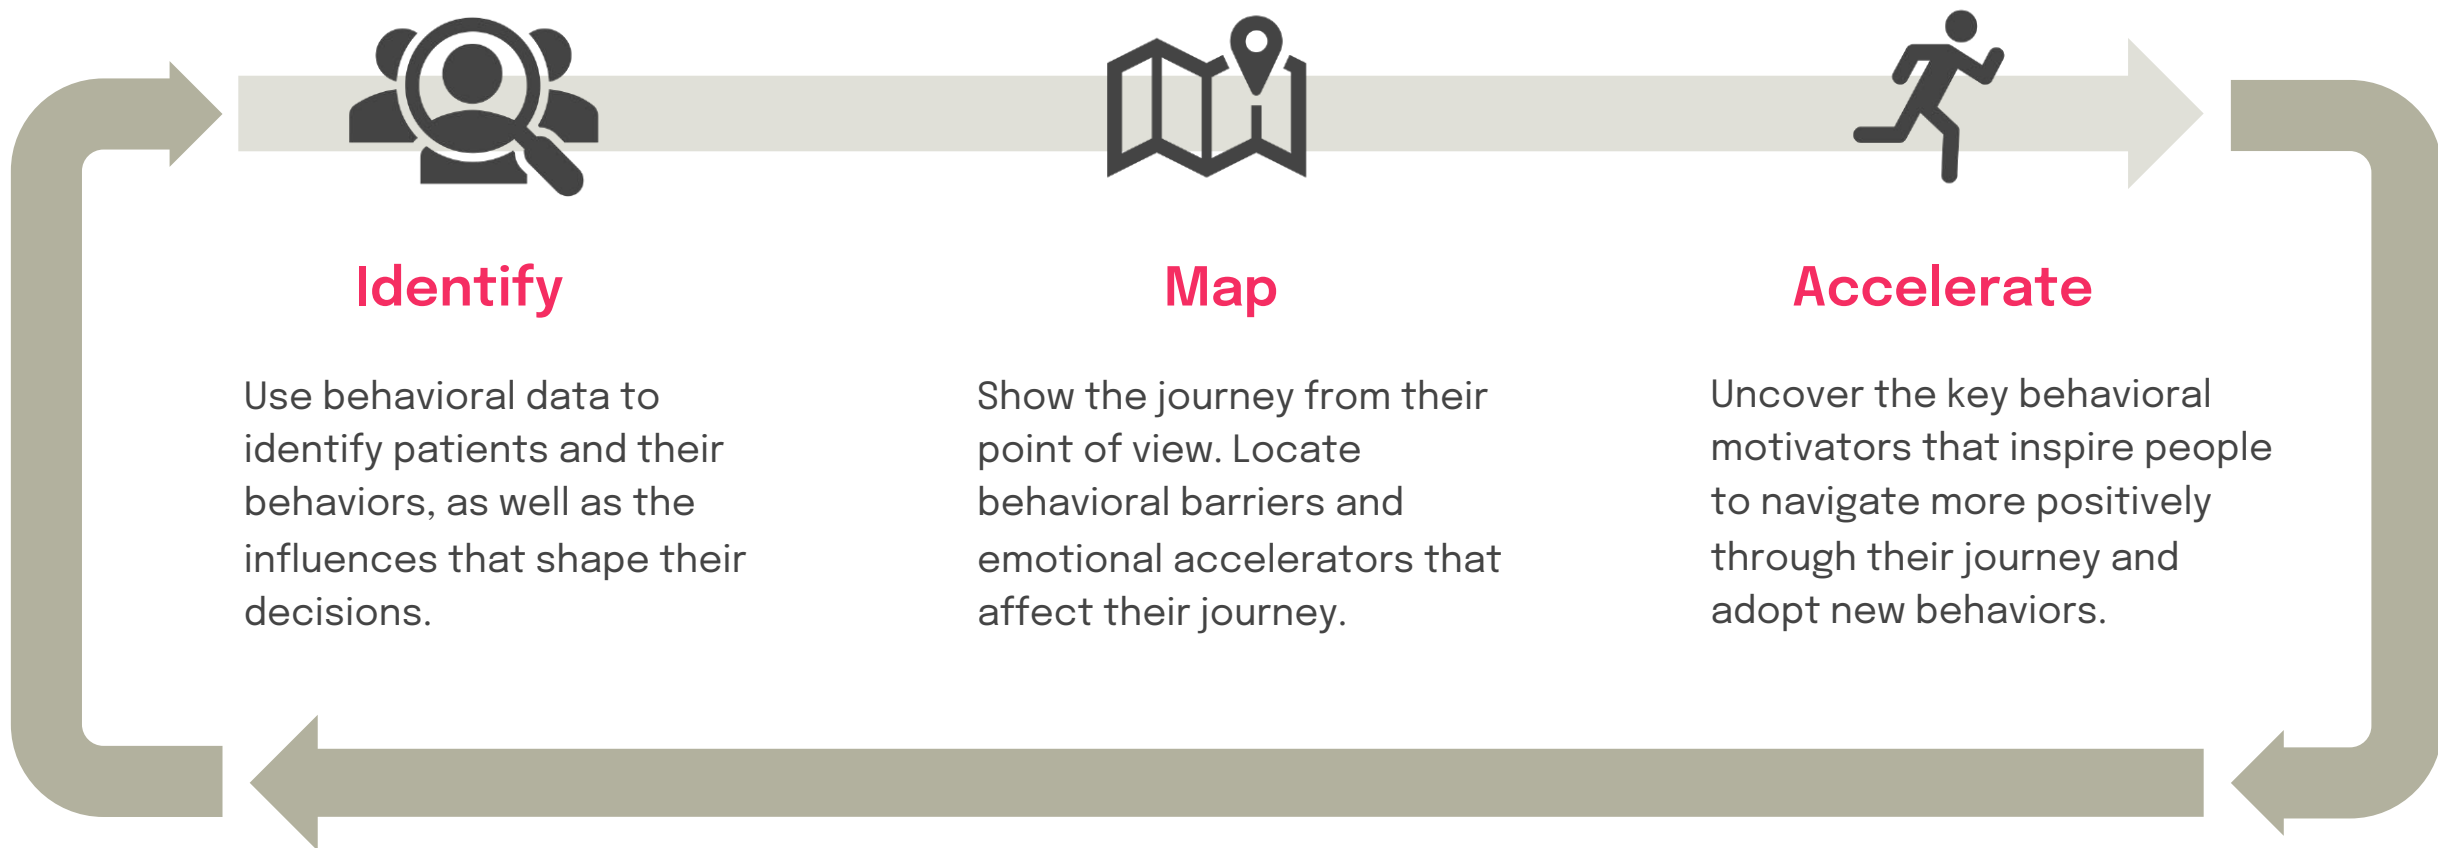 Identify
Use behavioral data to
identify patients and their
behaviors, as well as the
influences that shape their
decisions.
Map
Show the journey from their
point of view. Locate
behavioral barriers and
emotional accelerators that
affect their journey.
Accelerate
Uncover the key behavioral
motivators that inspire people
to navigate more positively
through their journey and
adopt new behaviors.